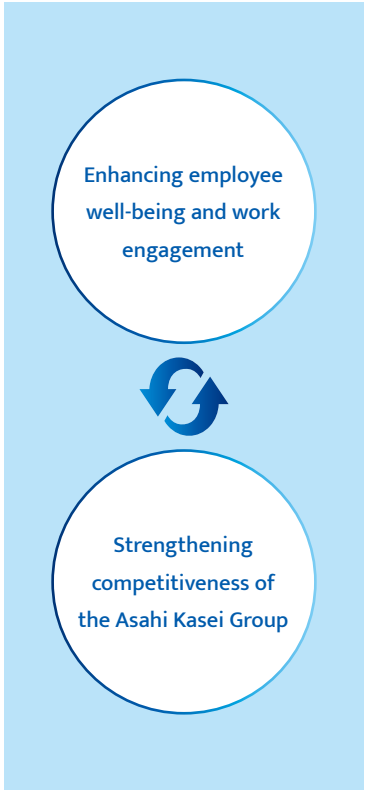 Enhancing employee
well-being and work
engagement
Strengthening
competitiveness of
the Asahi Kasei Group